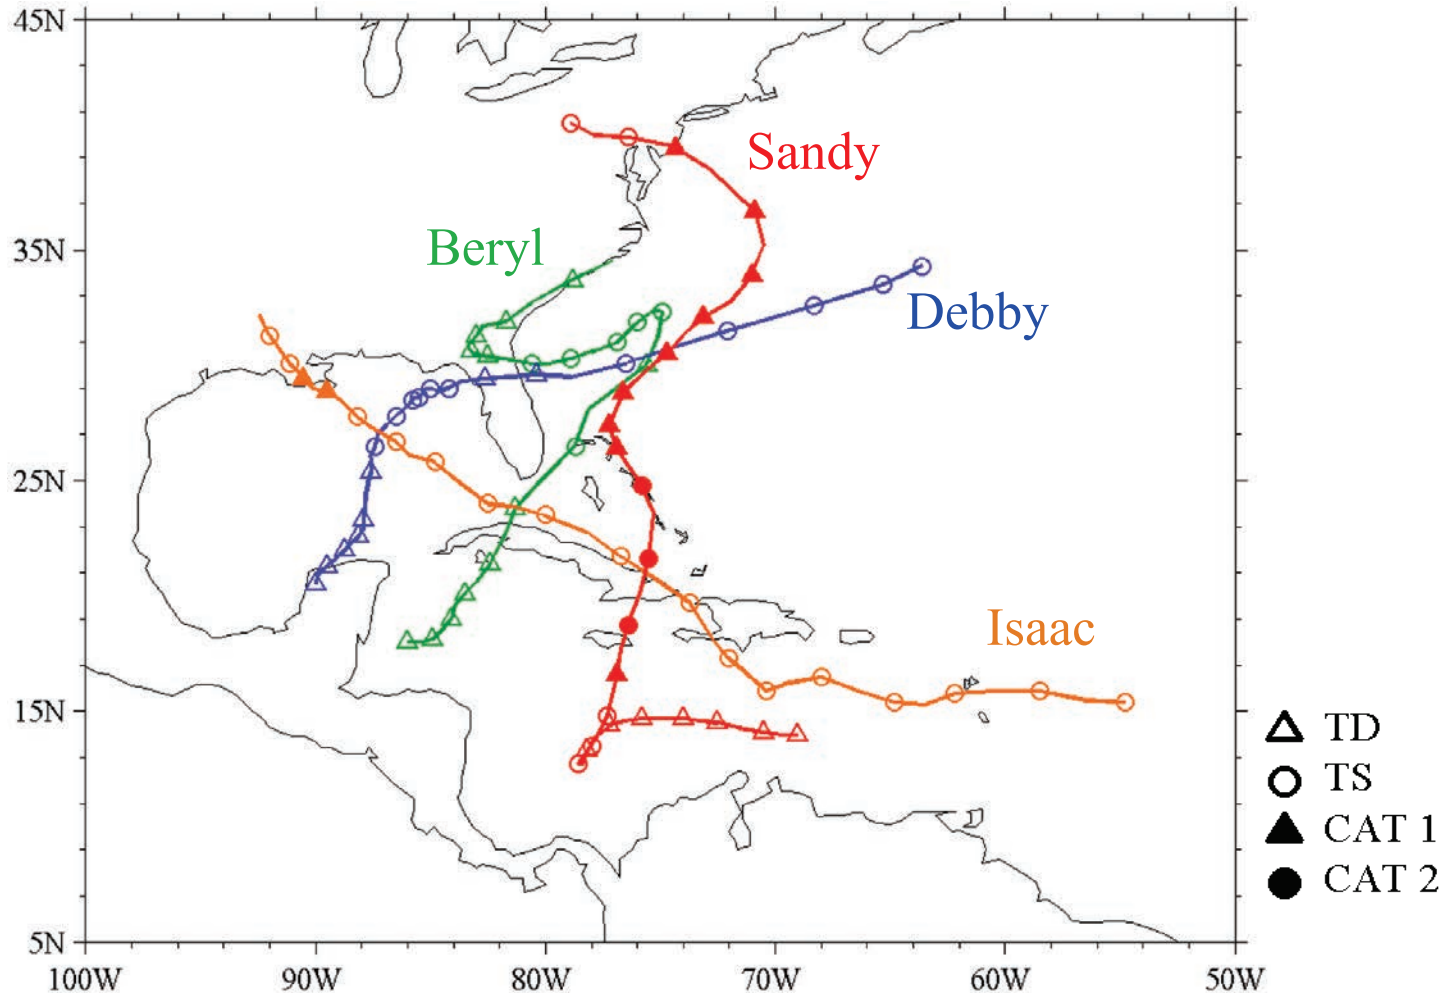 45N
Sandy
Beryl
35N
Debby
25N
Isaac
15N
TD
TS
CAT 1
CAT 2
5N
100W 90W 80W 70W 60W 50W